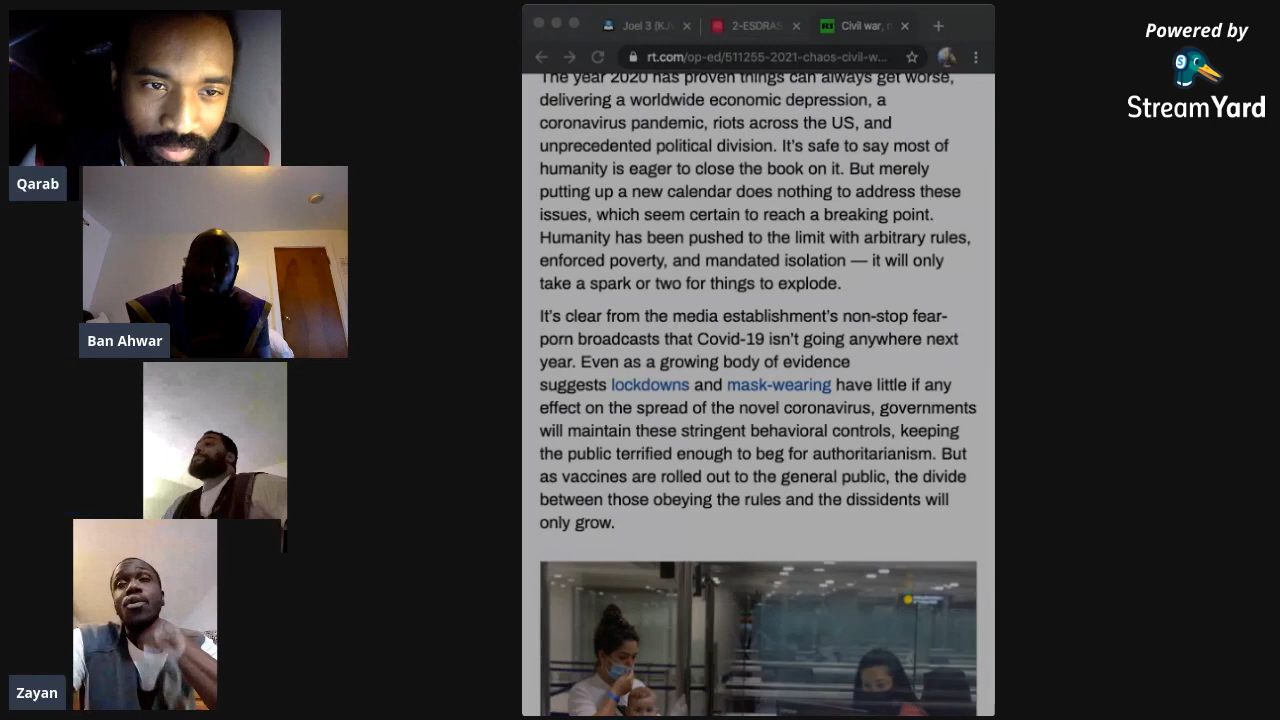 Qarab
Ban Ahwar
Zayan
Joel 3 (KJV
2-ESDRAS
Civil war, r
rt.com/op-ed/511255-2021-chaos-civil-w...
The year 2020 has proven things can always get worse,
delivering a worldwide economic depression, a
coronavirus pandemic, riots across the US, and
unprecedented political division. It's safe to say most of
humanity is eager to close the book on it. But merely
putting up a new calendar does nothing to address these
issues, which seem certain to reach a breaking point.
Humanity has been pushed to the limit with arbitrary rules,
enforced poverty, and mandated isolation — it will only
take a spark or two for things to explode.
It's clear from the media establishment's non-stop fear-
porn broadcasts that Covid-19 isn't going anywhere next
year. Even as a growing body of evidence
suggests lockdowns and mask-wearing have little if any
effect on the spread of the novel coronavirus, governments
will maintain these stringent behavioral controls, keeping
the public terrified enough to beg for authoritarianism. But
as vaccines are rolled out to the general public, the divide
between those obeying the rules and the dissidents will
only grow.
Powered by
StreamYard